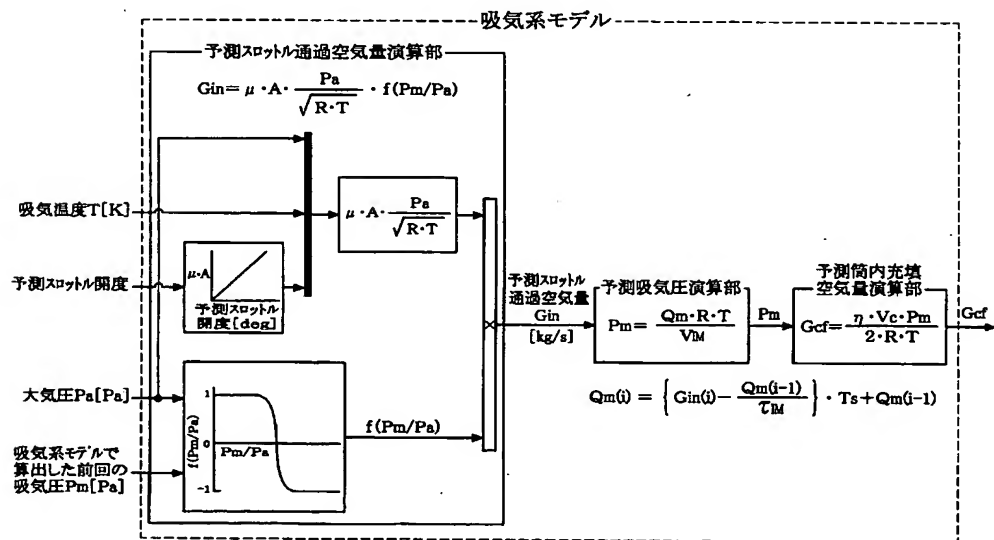 吸気系モデル
予測スロットル通過空気量演算部
Gin= μ・A・ Pa / √R・T ・f(Pm/Pa)
吸気温度T[K]
μ・A・ Pa / √R・T
予測スロットル開度
μ・A
予測スロットル
開度[deg]
大気圧Pa[Pa]
吸気系モデルで
算出した前回の
吸気圧Pm[Pa]
f(Pm/Pa)
1
0
-1
Pm/Pa
f(Pm/Pa)
×
予測スロットル
通過空気量
Gin
[kg/s]
予測吸気圧演算部
Pm= Qm・R・T / VIM
Pm
予測筒内充填
空気量演算部
Gcf= η・Vc・Pm / 2・R・T
Gcf
Qm(i) = {Gin(i)− Qm(i-1) / τIM}・Ts+Qm(i-1)